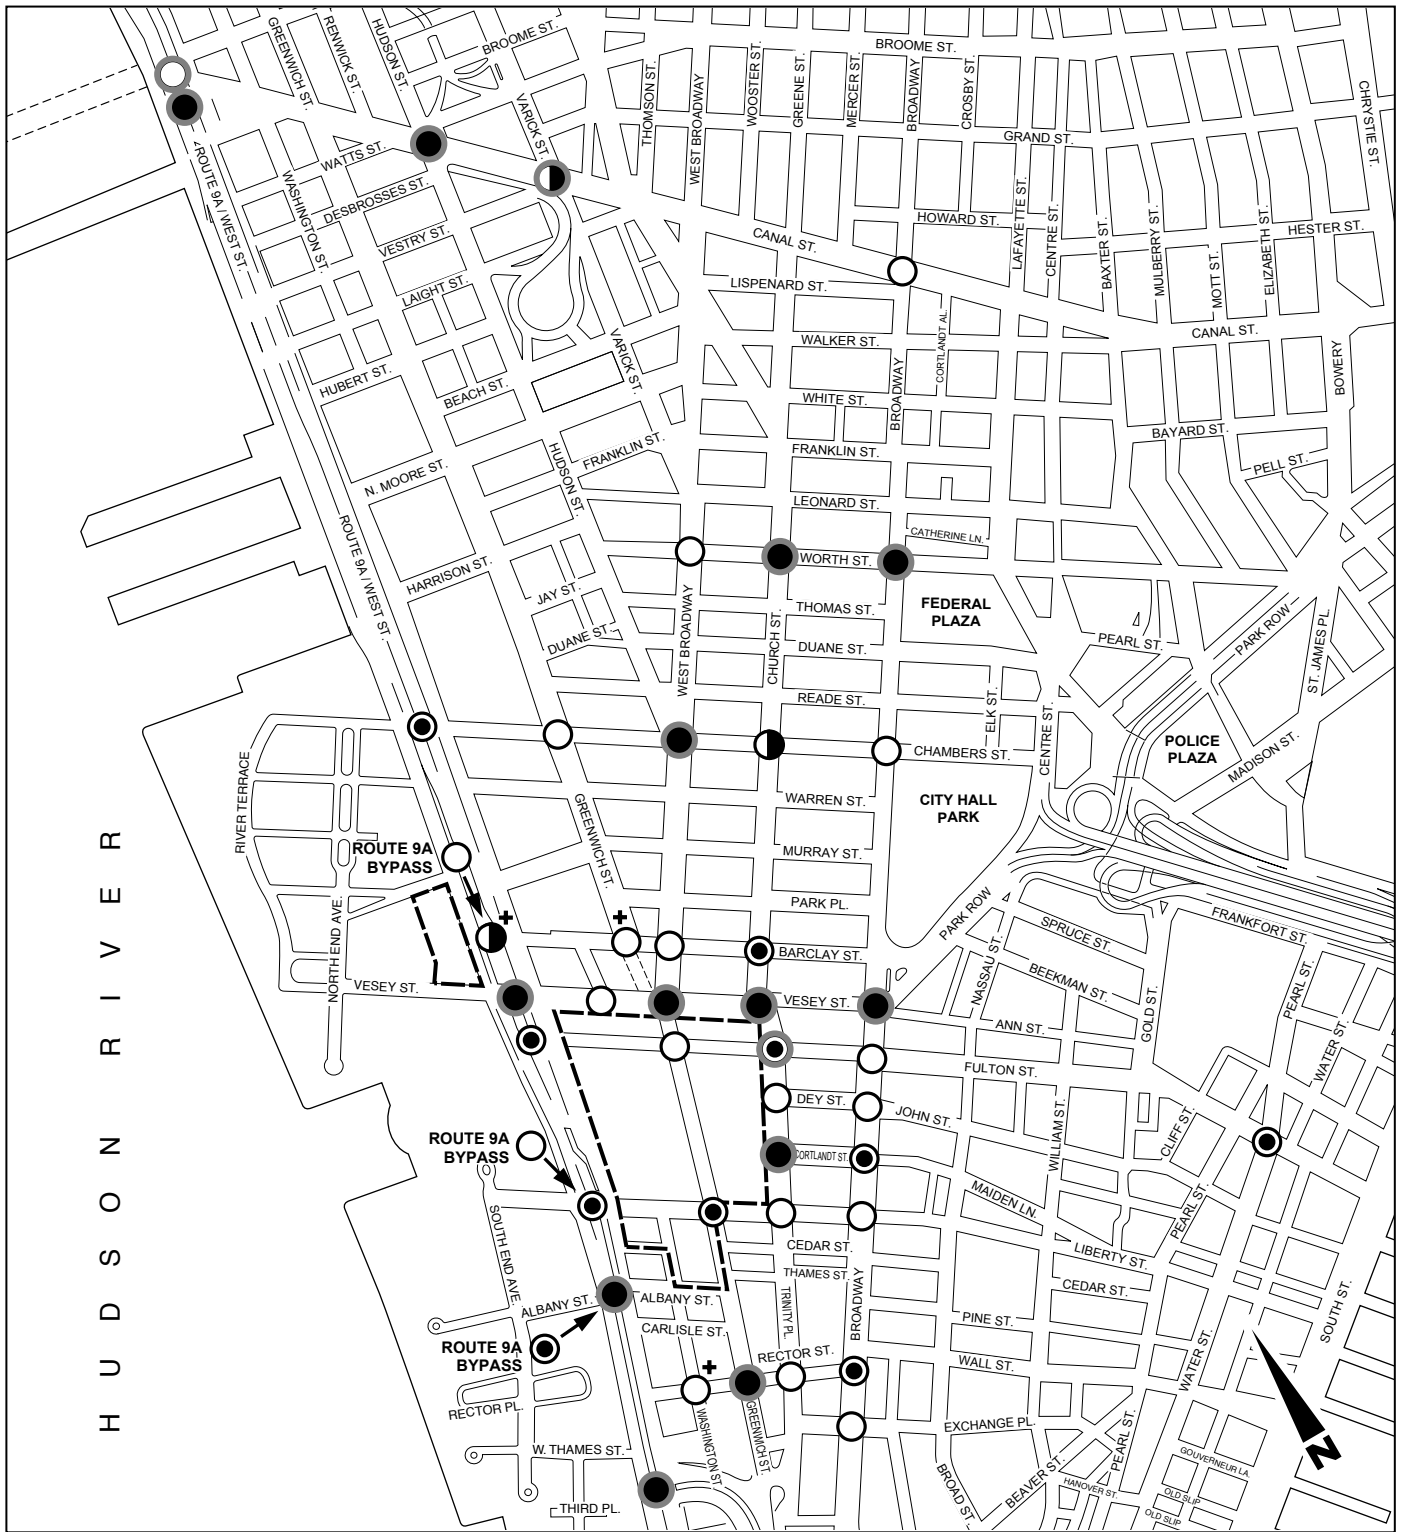 GREENWICH ST.
RENWICK ST.
HUDSON ST.
BROOME ST.
VARICK ST.
THOMSON ST.
WEST BROADWAY
WOOSTER ST.
GREENE ST.
MERCER ST.
BROADWAY
CROSBY ST.
BROOME ST.
GRAND ST.
CHRYSTIE ST.
ROUTE 9A / WEST ST.
WATTS ST.
WASHINGTON ST.
DESBROSSES ST.
VESTRY ST.
LAIGHT ST.
CANAL ST.
HOWARD ST.
LAFAYETTE ST.
CENTRE ST.
BAXTER ST.
MULBERRY ST.
MOTT ST.
ELIZABETH ST.
HESTER ST.
LISPENARD ST.
WALKER ST.
CORTLANDT AL.
CANAL ST.
BOWERY
HUBERT ST.
BEACH ST.
VARICK ST.
WHITE ST.
BROADWAY
BAYARD ST.
PELL ST.
N. MOORE ST.
HUDSON ST.
FRANKLIN ST.
FRANKLIN ST.
LEONARD ST.
CATHERINE LN.
ROUTE 9A / WEST ST.
HARRISON ST.
JAY ST.
DUANE ST.
WORTH ST.
THOMAS ST.
FEDERAL
PLAZA
WEST BROADWAY
CHURCH ST.
DUANE ST.
PEARL ST.
PARK ROW
ST. JAMES PL.
READE ST.
ELK ST.
CENTRE ST.
CHAMBERS ST.
POLICE
PLAZA
MADISON ST.
RIVER TERRACE
GREENWICH ST.
WARREN ST.
CITY HALL
PARK
ROUTE 9A
BYPASS
MURRAY ST.
PARK PL.
PARK ROW
NORTH END AVE.
BARCLAY ST.
NASSAU ST.
SPRUCE ST.
BEEKMAN ST.
FRANKFORT ST.
GOLD ST.
PEARL ST.
WATER ST.
VESEY ST.
VESEY ST.
ANN ST.
FULTON ST.
HUDSON RIVER
DEY ST.
JOHN ST.
WILLIAM ST.
CLIFF ST.
ROUTE 9A
BYPASS
CORTLANDT ST.
MAIDEN LN.
PEARL ST.
SOUTH END AVE.
CEDAR ST.
THAMES ST.
LIBERTY ST.
CEDAR ST.
SOUTH ST.
ALBANY ST.
ALBANY ST.
TRINITY PL.
BROADWAY
CARLISLE ST.
PINE ST.
ROUTE 9A
BYPASS
RECTOR ST.
WALL ST.
WATER ST.
RECTOR PL.
WASHINGTON ST
GREENWICH ST.
EXCHANGE PL.
PEARL ST.
N
W. THAMES ST.
GOUVERNEUR LA.
BROAD ST.
BEAVER ST.
HANOVER ST.
OLD SLIP
OLD SLIP
THIRD PL.